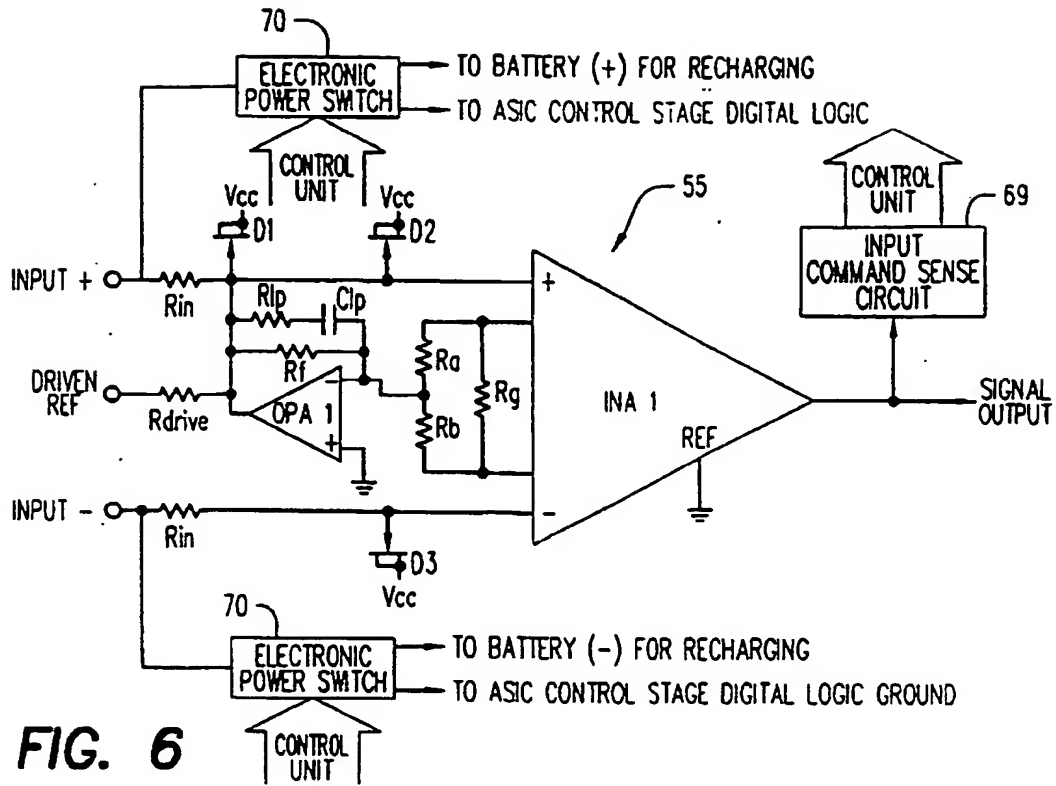 70
ELECTRONIC
POWER SWITCH
TO BATTERY (+) FOR RECHARGING
TO ASIC CONTROL STAGE DIGITAL LOGIC
CONTROL
UNIT
CONTROL
UNIT
69
INPUT
COMMAND SENSE
CIRCUIT
55
Vcc
D1
Vcc
D2
INPUT +
Rin
+
Rlp
Clp
Rf
DRIVEN
REF
Rdrive
OPA 1
-
+
Ra
Rb
Rg
INA 1
REF
SIGNAL
OUTPUT
INPUT -
Rin
-
D3
Vcc
70
ELECTRONIC
POWER SWITCH
TO BATTERY (-) FOR RECHARGING
TO ASIC CONTROL STAGE DIGITAL LOGIC GROUND
CONTROL
UNIT
FIG. 6